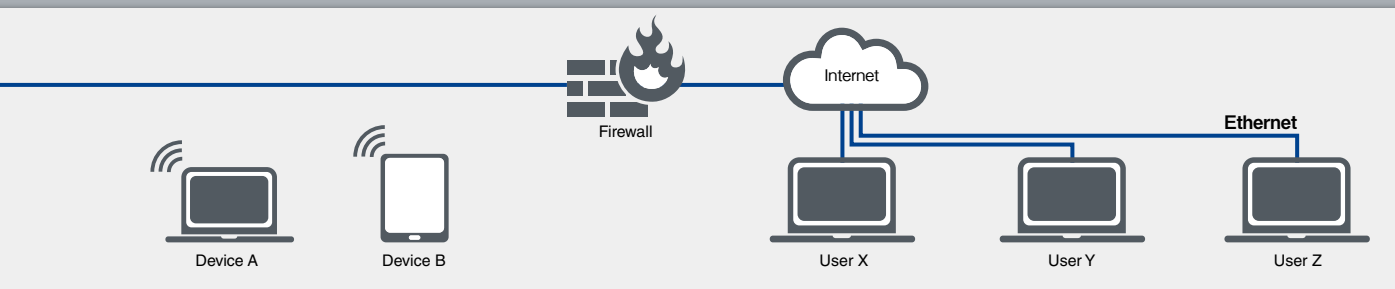 Internet
Ethernet
Firewall
Device A
Device B
User X
User Y
User Z